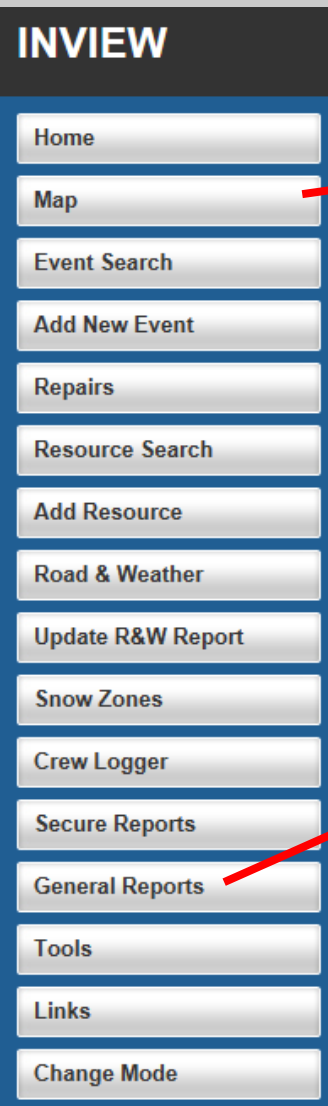 INVIEW
Home
Map
Event Search
Add New Event
Repairs
Resource Search
Add Resource
Road & Weather
Update R&W Report
Snow Zones
Crew Logger
Secure Reports
General Reports
Tools
Links
Change Mode